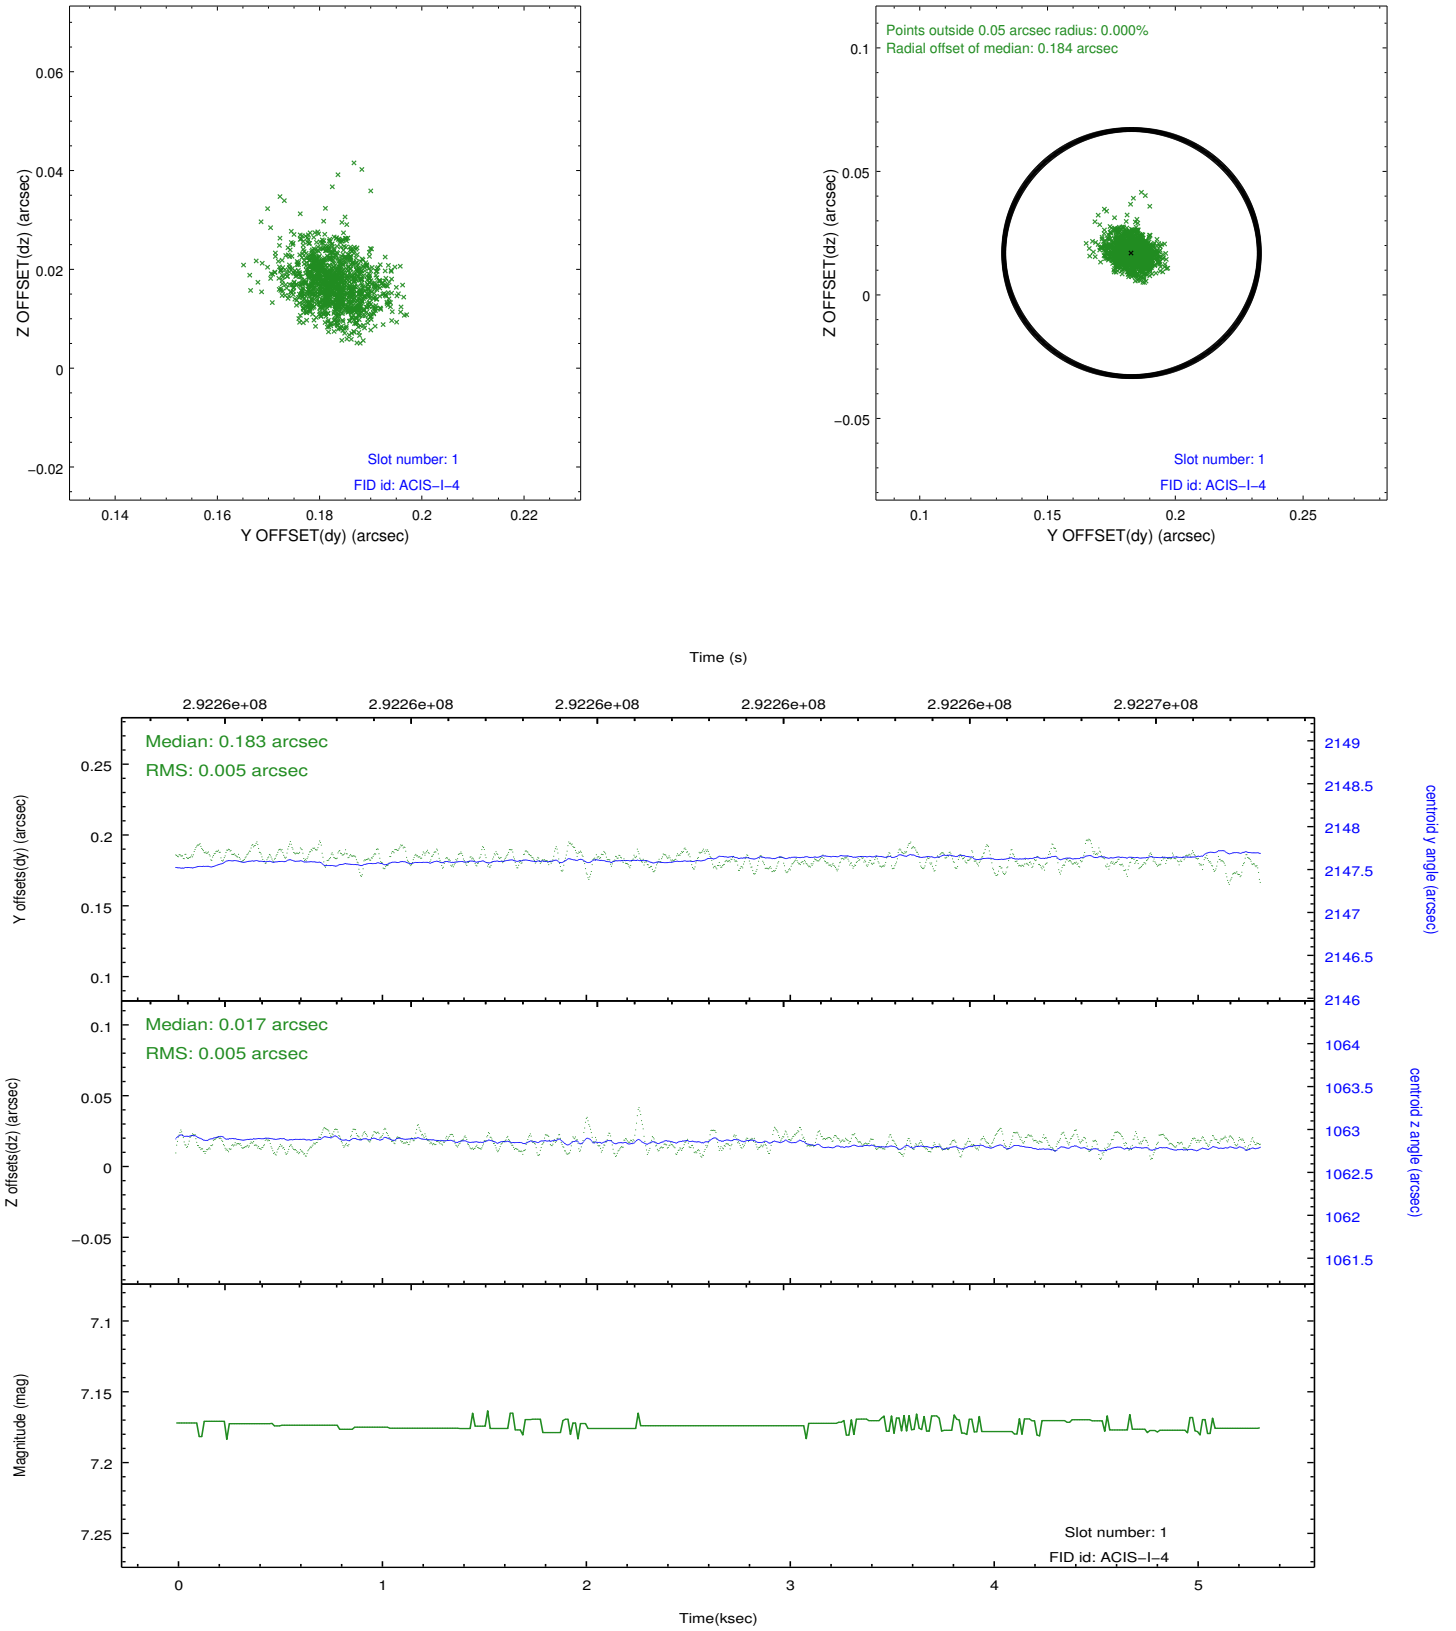 0.06
0.04
0.02
0
−0.02
Z OFFSET(dz) (arcsec)
Slot number: 1
FID id: ACIS−I−4
0.14
0.16
0.18
0.2
0.22
Y OFFSET(dy) (arcsec)
Points outside 0.05 arcsec radius: 0.000%
Radial offset of median: 0.184 arcsec
0.1
0.05
0
−0.05
Z OFFSET(dz) (arcsec)
Slot number: 1
FID id: ACIS−I−4
0.1
0.15
0.2
0.25
Y OFFSET(dy) (arcsec)
Time (s)
2.9226e+08
2.9226e+08
2.9226e+08
2.9226e+08
2.9226e+08
2.9227e+08
Median: 0.183 arcsec
RMS: 0.005 arcsec
0.25
0.2
0.15
0.1
Y offsets(dy) (arcsec)
2149
2148.5
2148
2147.5
2147
2146.5
2146
centroid y angle (arcsec)
Median: 0.017 arcsec
RMS: 0.005 arcsec
0.1
0.05
0
−0.05
Z offsets(dz) (arcsec)
1064
1063.5
1063
1062.5
1062
1061.5
centroid z angle (arcsec)
7.1
7.15
7.2
7.25
Magnitude (mag)
Slot number: 1
FID id: ACIS−I−4
0
1
2
3
4
5
Time(ksec)